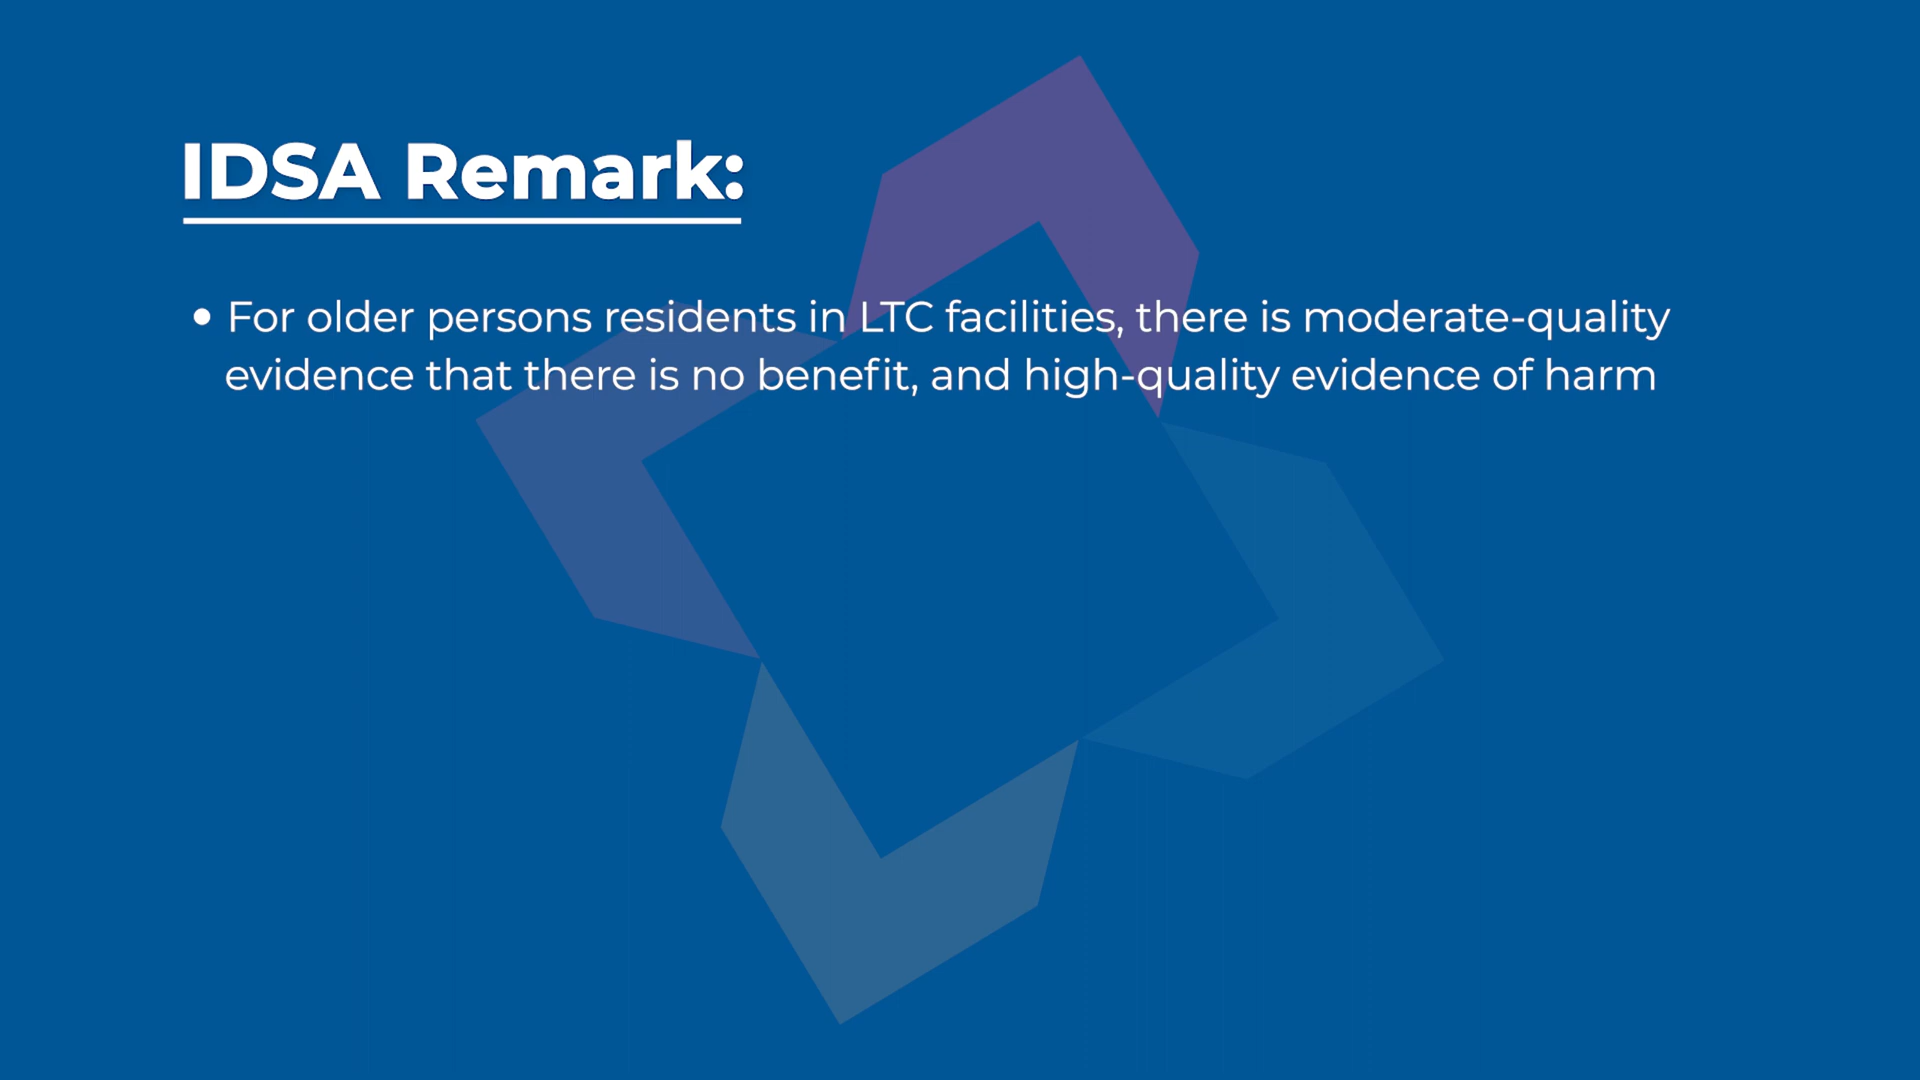 IDSA Remark:
• For older persons residents in LTC facilities, there is moderate-quality
evidence that there is no benefit, and high-quality evidence of harm